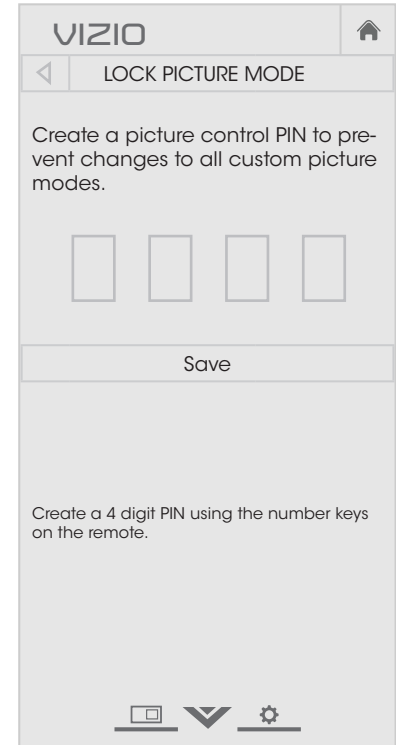 VIZIO
LOCK PICTURE MODE
Create a picture control PIN to pre-
vent changes to all custom picture
modes.
Save
Create a 4 digit PIN using the number keys
on the remote.